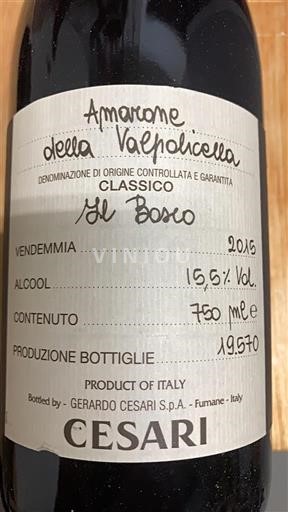 Amarone
della Valpolicella
DENOMINAZIONE DI ORIGINE CONTROLLATA E GARANTITA
CLASSICO
Il Bosco
VENDEMMIA 2015
VINTOU
ALCOOL 15,5% Vol.
CONTENUTO 750 ml e
PRODUZIONE BOTTIGLIE 19.570
PRODUCT OF ITALY
Bottled by - GERARDO CESARI S.p.A. - Fumane - Italy
CESARI